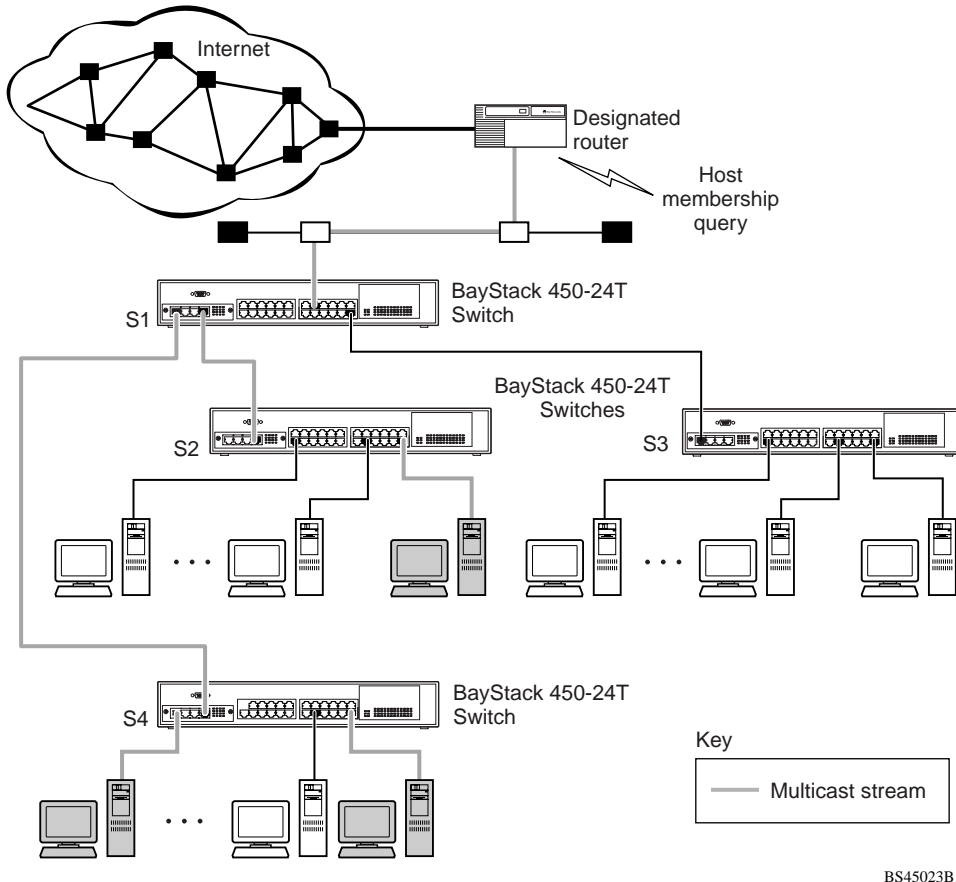 Internet
Designated
router
Host
membership
query
BayStack 450-24T
Switch
S1
BayStack 450-24T
Switches
S2
S3
BayStack 450-24T
Switch
S4
Key
Multicast stream
BS45023B